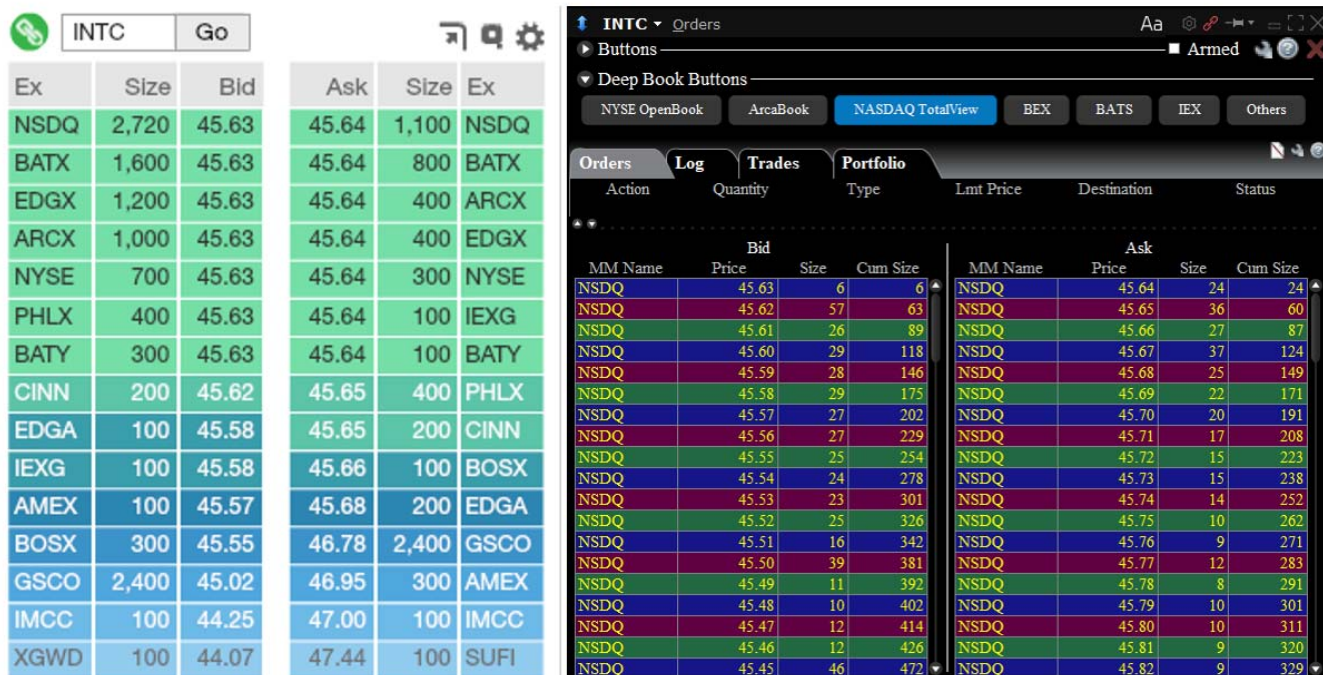 INTC Go
Ex Size Bid Ask Size Ex
NSDQ 2,720 45.63 45.64 1,100 NSDQ
BATX 1,600 45.63 45.64 800 BATX
EDGX 1,200 45.63 45.64 400 ARCX
ARCX 1,000 45.63 45.64 400 EDGX
NYSE 700 45.63 45.64 300 NYSE
PHLX 400 45.63 45.64 100 IEXG
BATY 300 45.63 45.64 100 BATY
CINN 200 45.62 45.65 400 PHLX
EDGA 100 45.58 45.65 200 CINN
IEXG 100 45.58 45.66 100 BOSX
AMEX 100 45.57 45.68 200 EDGA
BOSX 300 45.55 46.78 2,400 GSCO
GSCO 2,400 45.02 46.95 300 AMEX
IMCC 100 44.25 47.00 100 IMCC
XGWD 100 44.07 47.44 100 SUFI
INTC Orders Aa
Buttons Armed
Deep Book Buttons
NYSE OpenBook ArcaBook NASDAQ TotalView BEX BATS IEX Others
Orders Log Trades Portfolio
Action Quantity Type Lmt Price Destination Status
Bid Ask
MM Name Price Size Cum Size MM Name Price Size Cum Size
NSDQ 45.63 6 6 NSDQ 45.64 24 24
NSDQ 45.62 57 63 NSDQ 45.65 36 60
NSDQ 45.61 26 89 NSDQ 45.66 27 87
NSDQ 45.60 29 118 NSDQ 45.67 37 124
NSDQ 45.59 28 146 NSDQ 45.68 25 149
NSDQ 45.58 29 175 NSDQ 45.69 22 171
NSDQ 45.57 27 202 NSDQ 45.70 20 191
NSDQ 45.56 27 229 NSDQ 45.71 17 208
NSDQ 45.55 25 254 NSDQ 45.72 15 223
NSDQ 45.54 24 278 NSDQ 45.73 15 238
NSDQ 45.53 23 301 NSDQ 45.74 14 252
NSDQ 45.52 25 326 NSDQ 45.75 10 262
NSDQ 45.51 16 342 NSDQ 45.76 9 271
NSDQ 45.50 39 381 NSDQ 45.77 12 283
NSDQ 45.49 11 392 NSDQ 45.78 8 291
NSDQ 45.48 10 402 NSDQ 45.79 10 301
NSDQ 45.47 12 414 NSDQ 45.80 10 311
NSDQ 45.46 12 426 NSDQ 45.81 9 320
NSDQ 45.45 46 472 NSDQ 45.82 9 329